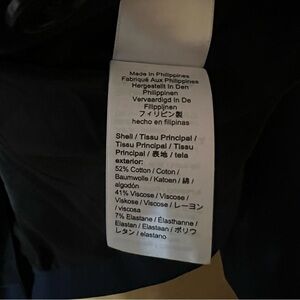 Made In Philippines
Fabriqué Aux Philippines
Hergestellt In Den
Philippinen
Vervaardigd In De
Filippijnen
フィリピン製
hecho en filipinas
Shell / Tissu Principal /
Tissu Principal / Tissu
Principal / 表地 / tela
exterior:
52% Cotton / Coton /
Baumwolle / Katoen / 綿 /
algodón
41% Viscose / Viscose /
Viskose / Viscose / レーヨン
/ viscosa
7% Elastane / Élasthanne /
Elastan / Elastaan / ポリウ
レタン / elastano